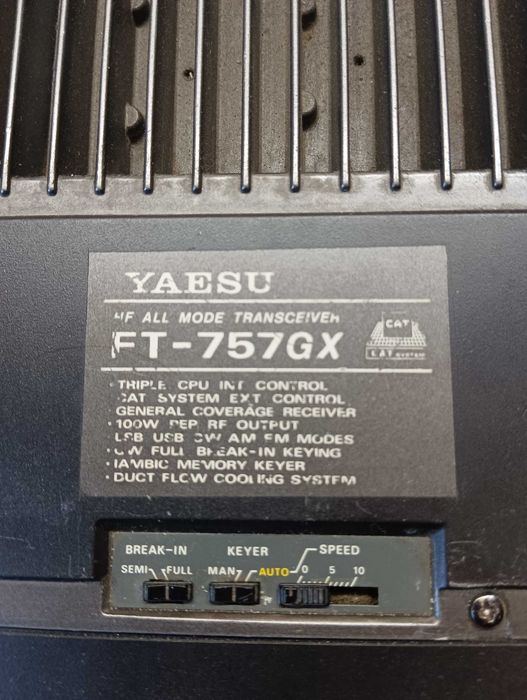 YAESU
HF ALL MODE TRANSCEIVER
FT-757GX
CAT
CAT SYSTEM
· TRIPLE CPU INT CONTROL
CAT SYSTEM EXT CONTROL
GENERAL COVERAGE RECEIVER
· 100W PEP RF OUTPUT
LSB USB CW AM FM MODES
· CW FULL BREAK-IN KEYING
· IAMBIC MEMORY KEYER
· DUCT FLOW COOLING SYSTEM
BREAK-IN KEYER SPEED
SEMI FULL MAN AUTO 0 5 10